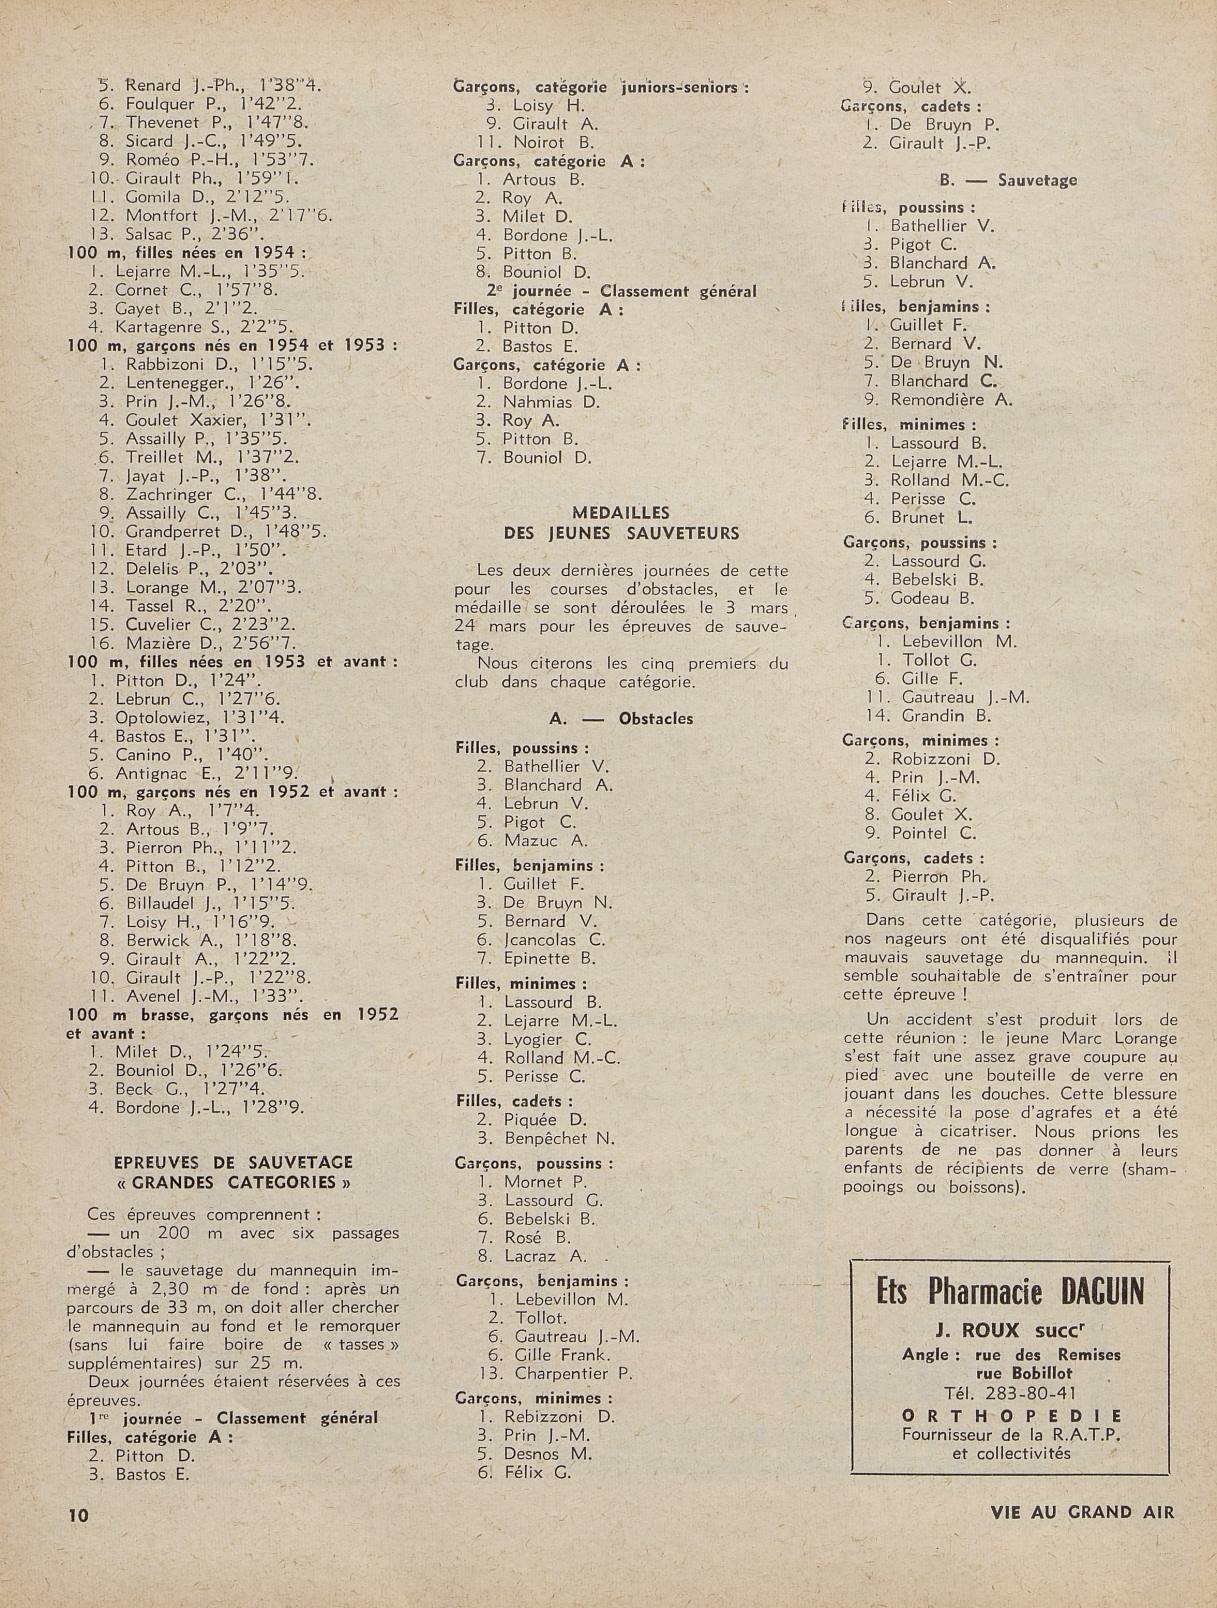 5. Renard J.-Ph., 1'38''4.
6. Foulquer P., 1'42''2.
7. Thevenet P., 1'47''8.
8. Sicard J.-C., 1'49''5.
9. Roméo P.-H., 1'53''7.
10. Girault Ph., 1'59''1.
11. Gomila D., 2'12''5.
12. Montfort J.-M., 2'17''6.
13. Salsac P., 2'36''.
100 m, filles nées en 1954 :
1. Lejarre M.-L., 1'35''5.
2. Cornet C., 1'57''8.
3. Gayet B., 2'1''2.
4. Kartagenre S., 2'2''5.
100 m, garçons nés en 1954 et 1953 :
1. Rabbizoni D., 1'15''5.
2. Lentenegger., 1'26''.
3. Prin J.-M., 1'26''8.
4. Goulet Xaxier, 1'31''.
5. Assailly P., 1'35''5.
6. Treillet M., 1'37''2.
7. Jayat J.-P., 1'38''.
8. Zachringer C., 1'44''8.
9. Assailly C., 1'45''3.
10. Grandperret D., 1'48''5.
11. Etard J.-P., 1'50''.
12. Delelis P., 2'03''.
13. Lorange M., 2'07''3.
14. Tassel R., 2'20''.
15. Cuvelier C., 2'23''2.
16. Mazière D., 2'56''7.
100 m, filles nées en 1953 et avant :
1. Pitton D., 1'24''.
2. Lebrun C., 1'27''6.
3. Optolowiez, 1'31''4.
4. Bastos E., 1'31''.
5. Canino P., 1'40''.
6. Antignac E., 2'11''9.
100 m, garçons nés en 1952 et avant :
1. Roy A., 1'7''4.
2. Artous B., 1'9''7.
3. Pierron Ph., 1'11''2.
4. Pitton B., 1'12''2.
5. De Bruyn P., 1'14''9.
6. Billaudel J., 1'15''5.
7. Loisy H., 1'16''9.
8. Berwick A., 1'18''8.
9. Girault A., 1'22''2.
10. Girault J.-P., 1'22''8.
11. Avenel J.-M., 1'33''.
100 m brasse, garçons nés en 1952
et avant :
1. Milet D., 1'24''5.
2. Bouniol D., 1'26''6.
3. Beck G., 1'27''4.
4. Bordone J.-L., 1'28''9.
EPREUVES DE SAUVETAGE
« GRANDES CATEGORIES »
Ces épreuves comprennent :
— un 200 m avec six passages
d'obstacles ;
— le sauvetage du mannequin im-
mergé à 2,30 m de fond : après un
parcours de 33 m, on doit aller chercher
le mannequin au fond et le remorquer
(sans lui faire boire de « tasses »
supplémentaires) sur 25 m.
Deux journées étaient réservées à ces
épreuves.
1re journée - Classement général
Filles, catégorie A :
2. Pitton D.
3. Bastos E.
Garçons, catégorie juniors-seniors :
3. Loisy H.
9. Girault A.
11. Noirot B.
Garçons, catégorie A :
1. Artous B.
2. Roy A.
3. Milet D.
4. Bordone J.-L.
5. Pitton B.
8. Bouniol D.
2e journée - Classement général
Filles, catégorie A :
1. Pitton D.
2. Bastos E.
Garçons, catégorie A :
1. Bordone J.-L.
2. Nahmias D.
3. Roy A.
5. Pitton B.
7. Bouniol D.
MEDAILLES
DES JEUNES SAUVETEURS
Les deux dernières journées de cette
pour les courses d'obstacles, et le
médaille se sont déroulées le 3 mars
24 mars pour les épreuves de sauve-
tage.
Nous citerons les cinq premiers du
club dans chaque catégorie.
A. — Obstacles
Filles, poussins :
2. Bathellier V.
3. Blanchard A.
4. Lebrun V.
5. Pigot C.
6. Mazuc A.
Filles, benjamins :
1. Guillet F.
3. De Bruyn N.
5. Bernard V.
6. Jcancolas C.
7. Epinette B.
Filles, minimes :
1. Lassourd B.
2. Lejarre M.-L.
3. Lyogier C.
4. Rolland M.-C.
5. Perisse C.
Filles, cadets :
2. Piquée D.
3. Benpêchet N.
Garçons, poussins :
1. Mornet P.
3. Lassourd G.
6. Bebelski B.
7. Rosé B.
8. Lacraz A.
Garçons, benjamins :
1. Lebevillon M.
2. Tollot.
6. Gautreau J.-M.
6. Gille Frank.
13. Charpentier P.
Garçons, minimes :
1. Rebizzoni D.
3. Prin J.-M.
5. Desnos M.
6. Félix G.
9. Goulet X.
Garçons, cadets :
1. De Bruyn P.
2. Girault J.-P.
B. — Sauvetage
Filles, poussins :
1. Bathellier V.
3. Pigot C.
3. Blanchard A.
5. Lebrun V.
Filles, benjamins :
1. Guillet F.
2. Bernard V.
5. De Bruyn N.
7. Blanchard C.
9. Remondière A.
Filles, minimes :
1. Lassourd B.
2. Lejarre M.-L.
3. Rolland M.-C.
4. Perisse C.
6. Brunet L.
Garçons, poussins :
2. Lassourd G.
4. Bebelski B.
5. Godeau B.
Garçons, benjamins :
1. Lebevillon M.
1. Tollot G.
6. Gille F.
11. Gautreau J.-M.
14. Grandin B.
Garçons, minimes :
2. Robizzoni D.
4. Prin J.-M.
4. Félix G.
8. Goulet X.
9. Pointel C.
Garçons, cadets :
2. Pierron Ph.
5. Girault J.-P.
Dans cette catégorie, plusieurs de
nos nageurs ont été disqualifiés pour
mauvais sauvetage du mannequin. Il
semble souhaitable de s'entraîner pour
cette épreuve !
Un accident s'est produit lors de
cette réunion : le jeune Marc Lorange
s'est fait une assez grave coupure au
pied avec une bouteille de verre en
jouant dans les douches. Cette blessure
a nécessité la pose d'agrafes et a été
longue à cicatriser. Nous prions les
parents de ne pas donner à leurs
enfants de récipients de verre (sham-
pooings ou boissons).
Ets Pharmacie DAGUIN
J. ROUX succr
Angle : rue des Remises
rue Bobillot
Tél. 283-80-41
ORTHOPEDIE
Fournisseur de la R.A.T.P.
et collectivités
10
VIE AU GRAND AIR